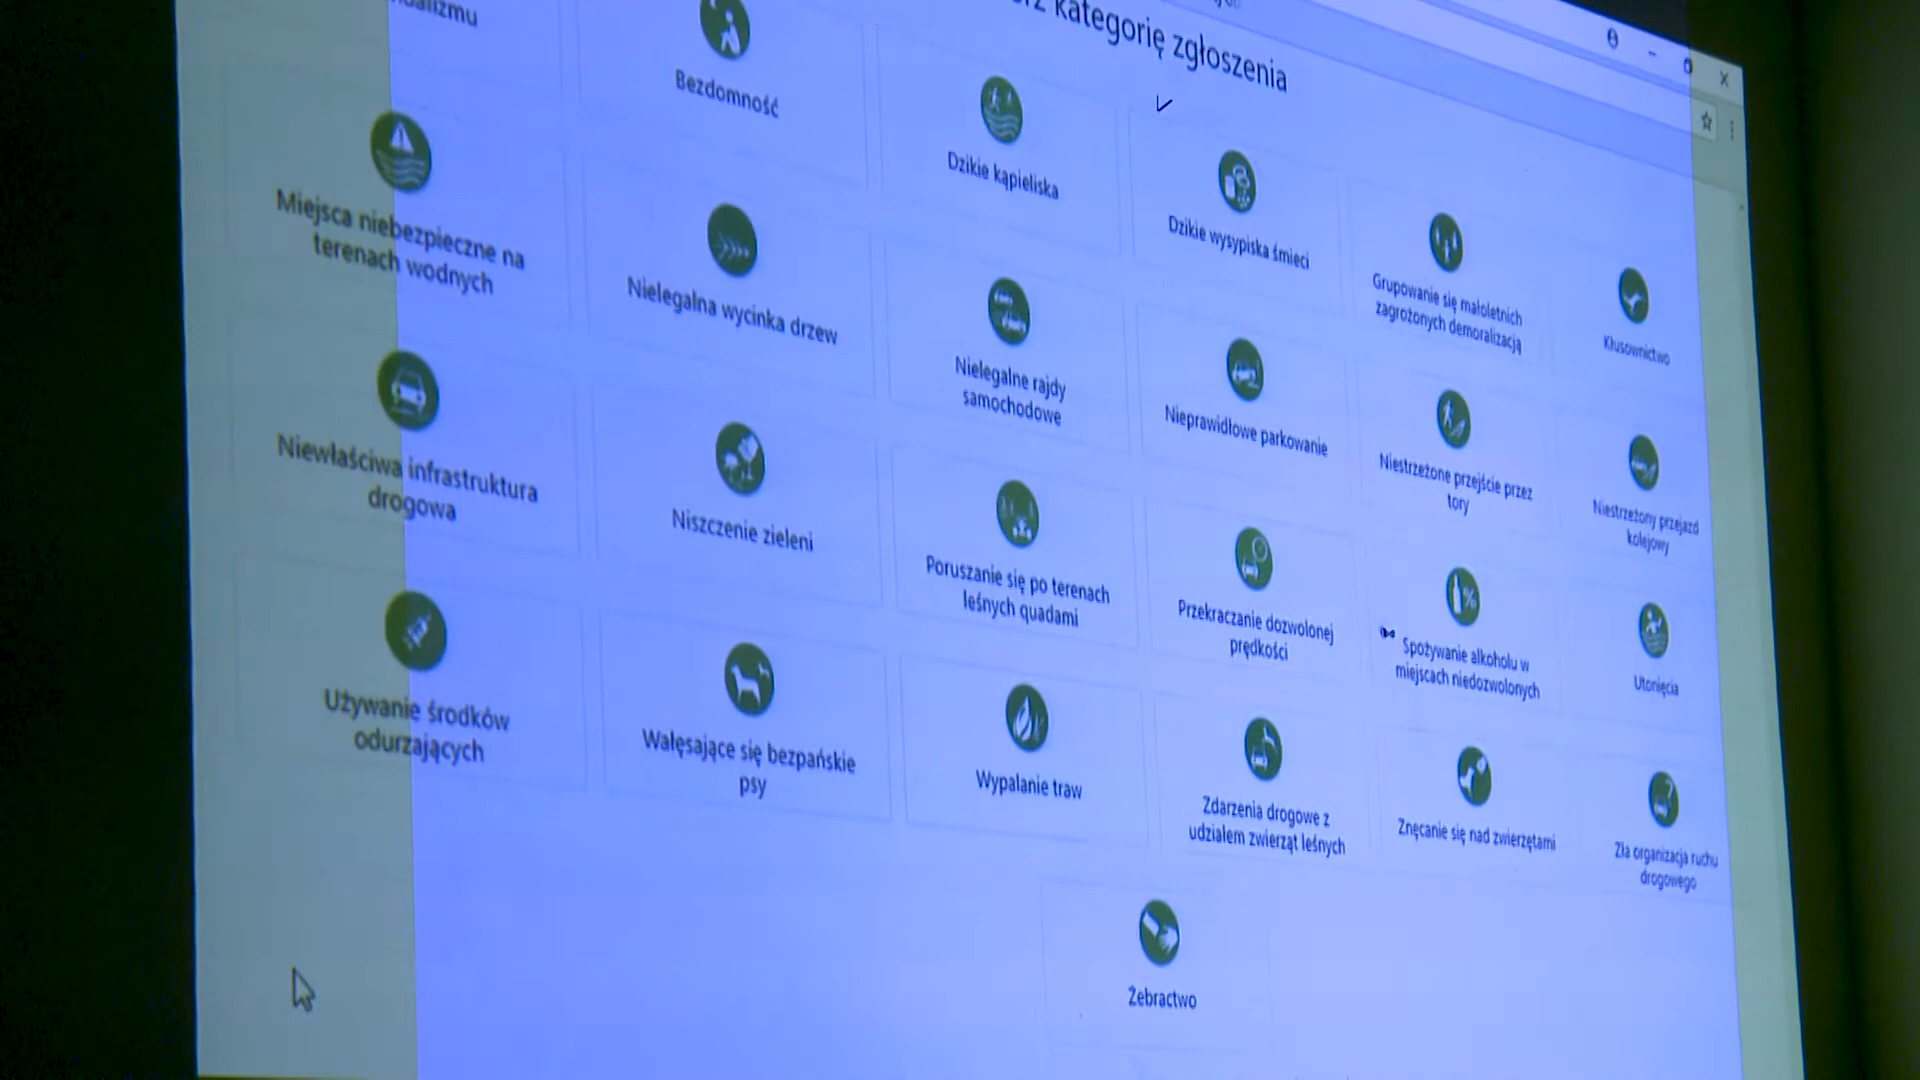 kategorię zgłoszenia
Bezdomność
Dzikie kąpieliska
Dzikie wysypiska śmieci
Grupowanie się małoletnich
zagrożonych demoralizacją
Kłusownictwo
Miejsca niebezpieczne na
terenach wodnych
Nielegalna wycinka drzew
Nielegalne rajdy
samochodowe
Nieprawidłowe parkowanie
Niestrzeżone przejście przez
tory
Niestrzeżony przejazd
kolejowy
Niewłaściwa infrastruktura
drogowa
Niszczenie zieleni
Poruszanie się po terenach
leśnych quadami
Przekraczanie dozwolonej
prędkości
Spożywanie alkoholu w
miejscach niedozwolonych
Utonięcia
Używanie środków
odurzających
Wałęsające się bezpańskie
psy
Wypalanie traw
Zdarzenia drogowe z
udziałem zwierząt leśnych
Znęcanie się nad zwierzętami
Zła organizacja ruchu
drogowego
Żebractwo